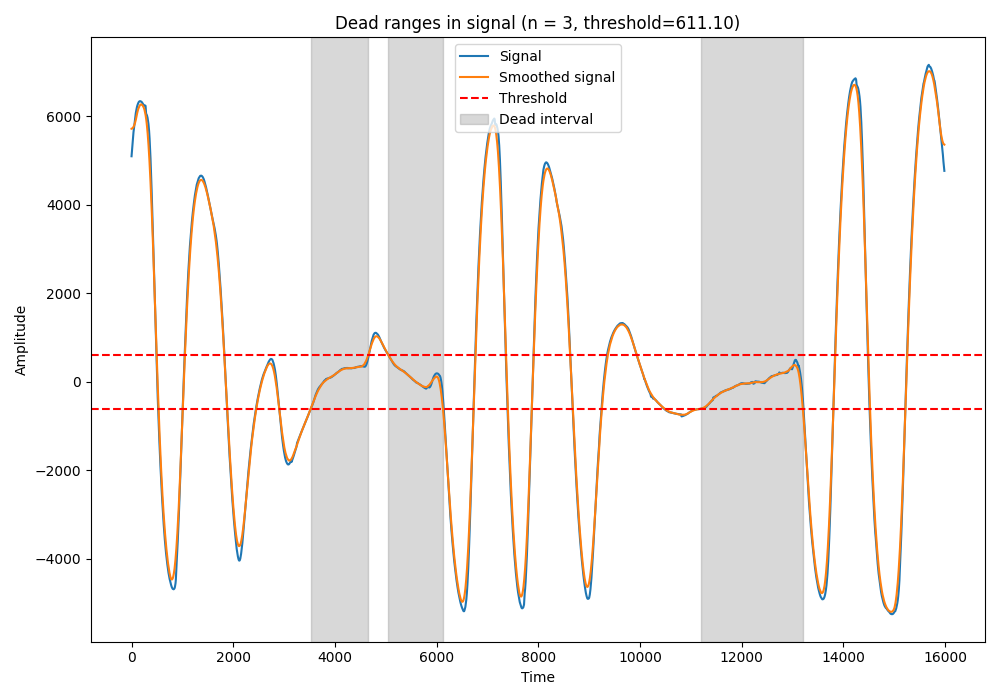 Dead ranges in signal (n = 3, threshold=611.10)
Signal
Smoothed signal
Threshold
Dead interval
Amplitude
6000
4000
2000
0
−2000
−4000
0 2000 4000 6000 8000 10000 12000 14000 16000
Time